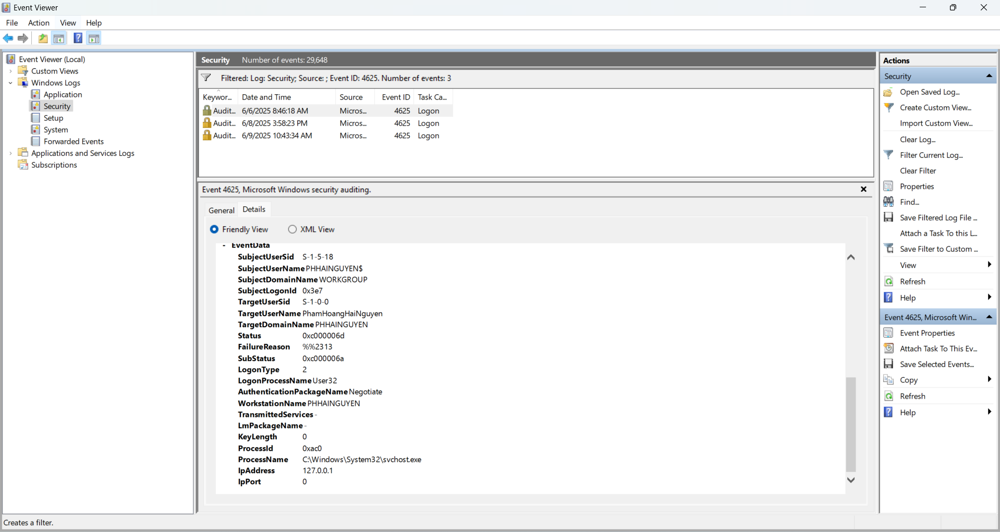 Event Viewer
File Action View Help
Event Viewer (Local)
Custom Views
Windows Logs
Application
Security
Setup
System
Forwarded Events
Applications and Services Logs
Subscriptions
Security Number of events: 29,648
Filtered: Log: Security; Source: ; Event ID: 4625. Number of events: 3
Keywor... Date and Time Source Event ID Task Ca...
Audit... 6/6/2025 8:46:18 AM Micros... 4625 Logon
Audit... 6/8/2025 3:58:23 PM Micros... 4625 Logon
Audit... 6/9/2025 10:43:34 AM Micros... 4625 Logon
Event 4625, Microsoft Windows security auditing.
General Details
Friendly View XML View
- EventData
SubjectUserSid S-1-5-18
SubjectUserName PHHAINGUYEN$
SubjectDomainName WORKGROUP
SubjectLogonId 0x3e7
TargetUserSid S-1-0-0
TargetUserName PhamHoangHaiNguyen
TargetDomainName PHHAINGUYEN
Status 0xc000006d
FailureReason %%2313
SubStatus 0xc000006a
LogonType 2
LogonProcessName User32
AuthenticationPackageName Negotiate
WorkstationName PHHAINGUYEN
TransmittedServices -
LmPackageName -
KeyLength 0
ProcessId 0xac0
ProcessName C:\Windows\System32\svchost.exe
IpAddress 127.0.0.1
IpPort 0
Actions
Security
Open Saved Log...
Create Custom View...
Import Custom View...
Clear Log...
Filter Current Log...
Clear Filter
Properties
Find...
Save Filtered Log File ...
Attach a Task To this L...
Save Filter to Custom ...
View
Refresh
Help
Event 4625, Microsoft Win...
Event Properties
Attach Task To This Ev...
Save Selected Events...
Copy
Refresh
Help
Creates a filter.